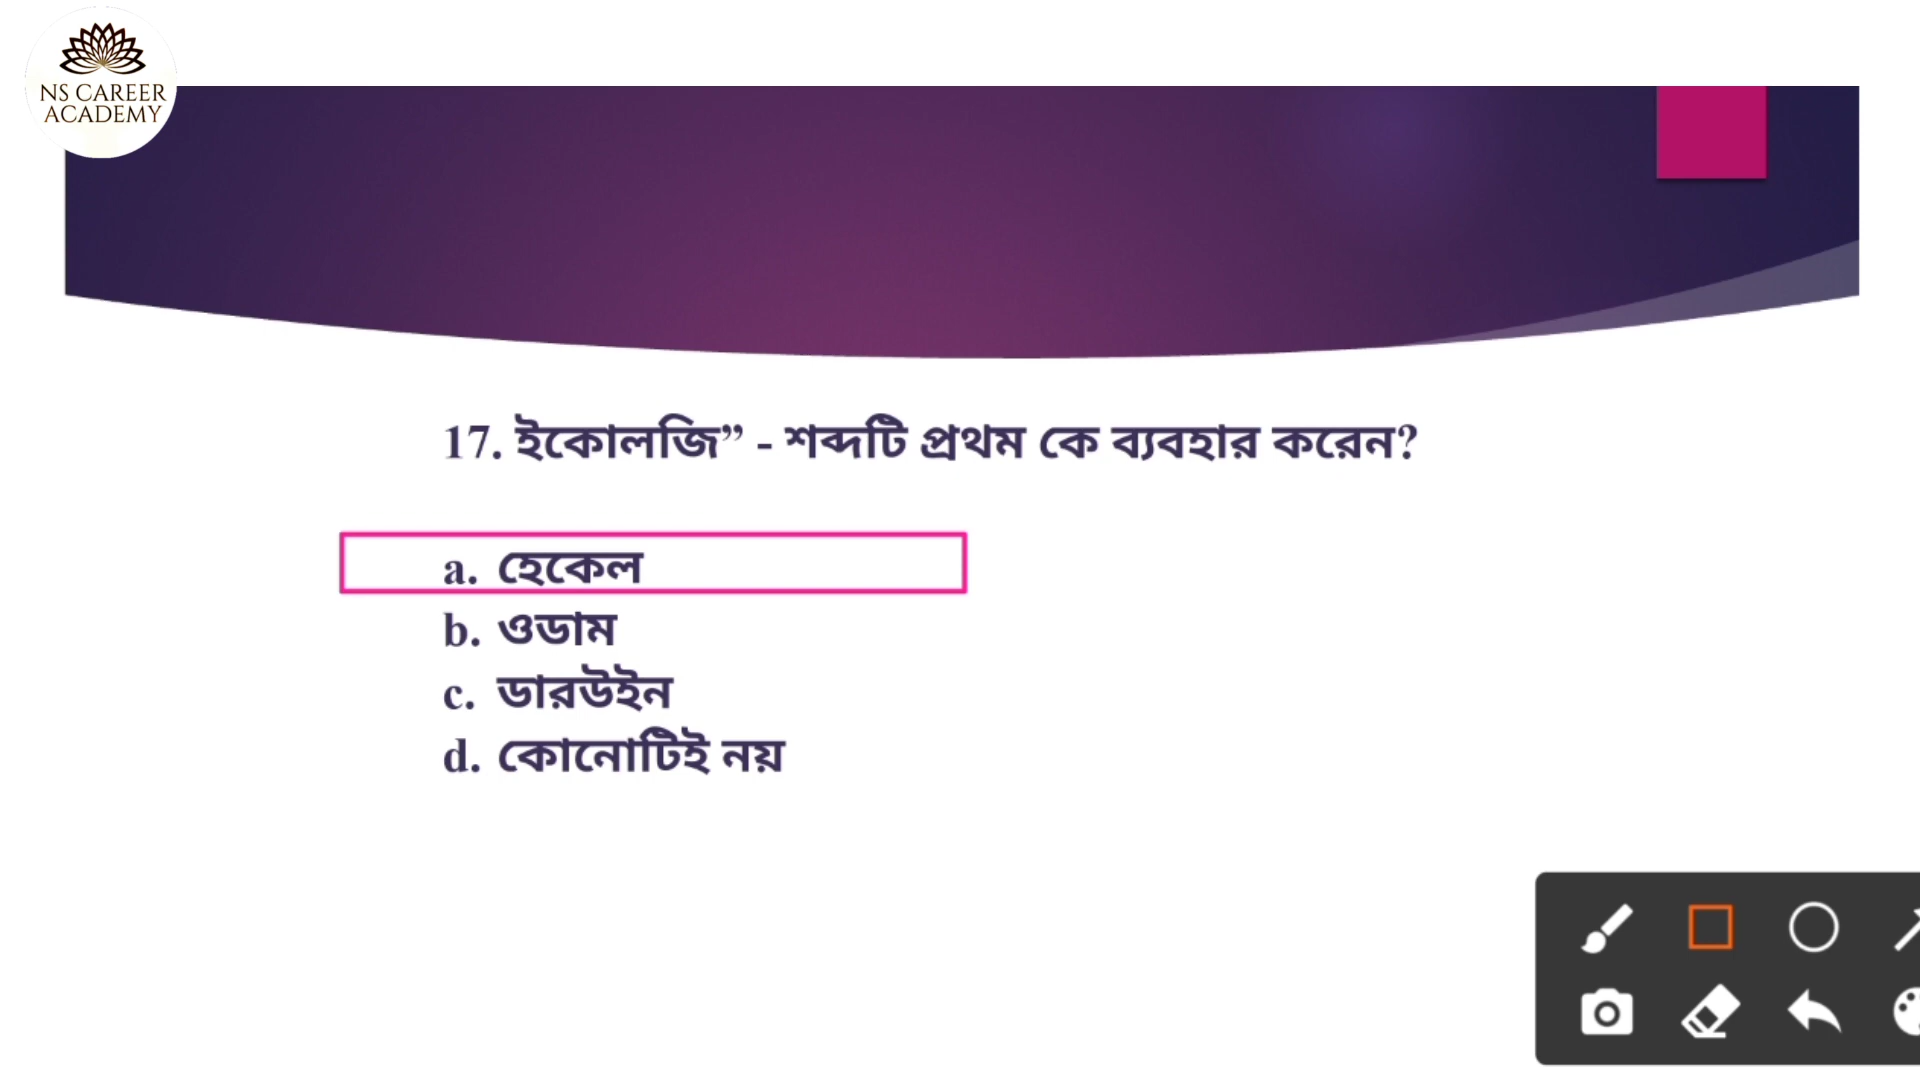 NS CAREER
ACADEMY
17. ইকোলজি” - শব্দটি প্রথম কে ব্যবহার করেন?
a. হেকেল
b. ওডাম
c. ডারউইন
d. কোনোটিই নয়